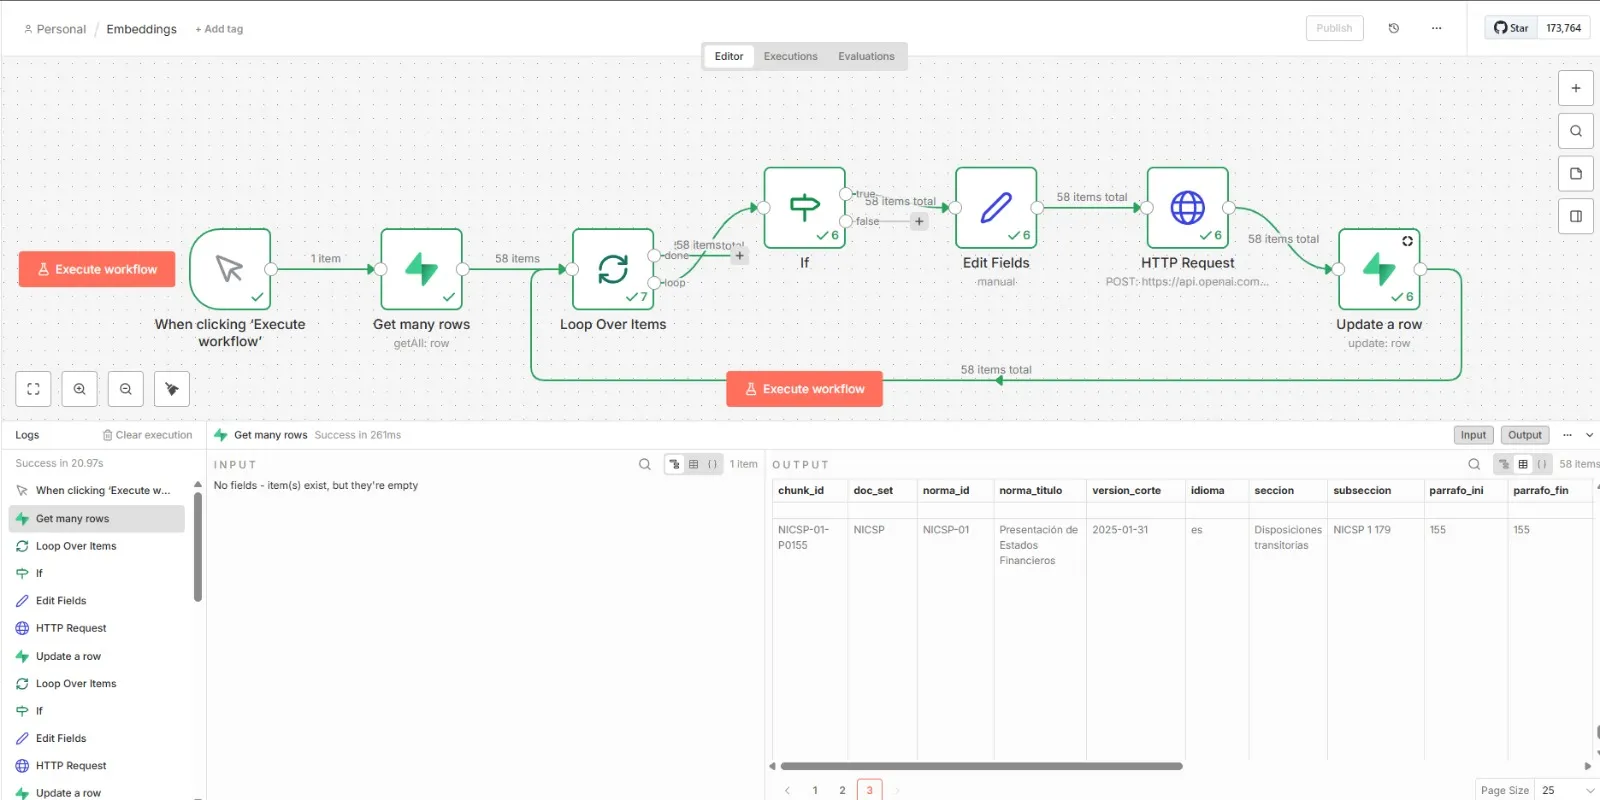 Personal / Embeddings + Add tag
Publish
Star 173,764
Editor Executions Evaluations
Execute workflow
When clicking ‘Execute
workflow’
1 item
Get many rows
getAll: row
58 items
Loop Over Items
7
58 items total
done
loop
If
6
true
false
58 items total
Edit Fields
manual
6
58 items total
HTTP Request
POST: https://api.openai.com...
6
58 items total
Update a row
update: row
6
58 items total
Execute workflow
Logs
Clear execution
Success in 20.97s
When clicking ‘Execute w...
Get many rows
Loop Over Items
If
Edit Fields
HTTP Request
Update a row
Loop Over Items
If
Edit Fields
HTTP Request
Update a row
Get many rows Success in 261ms
Input Output
INPUT
1 item
No fields - item(s) exist, but they're empty
OUTPUT
58 items
chunk_id doc_set norma_id norma_titulo version_corte idioma seccion subseccion parrafo_ini parrafo_fin
NICSP-01-P0155 NICSP NICSP-01 Presentación de Estados Financieros 2025-01-31 es Disposiciones transitorias NICSP 1 179 155 155
1 2 3
Page Size 25